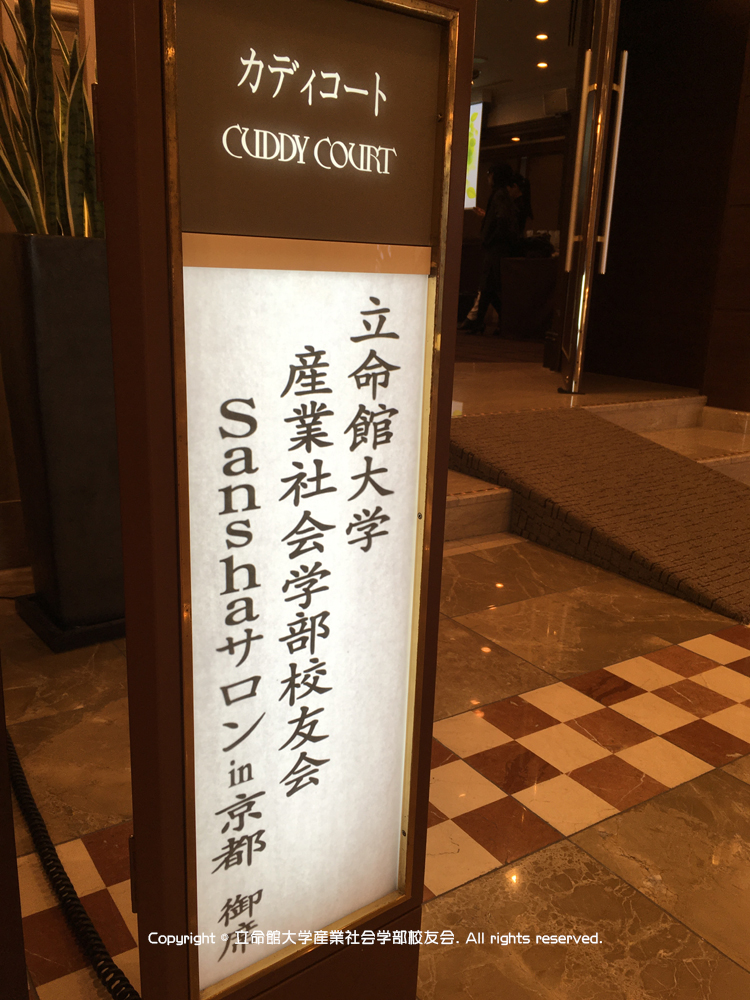 カディコート
CUDDY COURT
立命館大学
産業社会学部校友会
Sanshaサロン in 京都 御席
Copyright © 立命館大学産業社会学部校友会. All rights reserved.